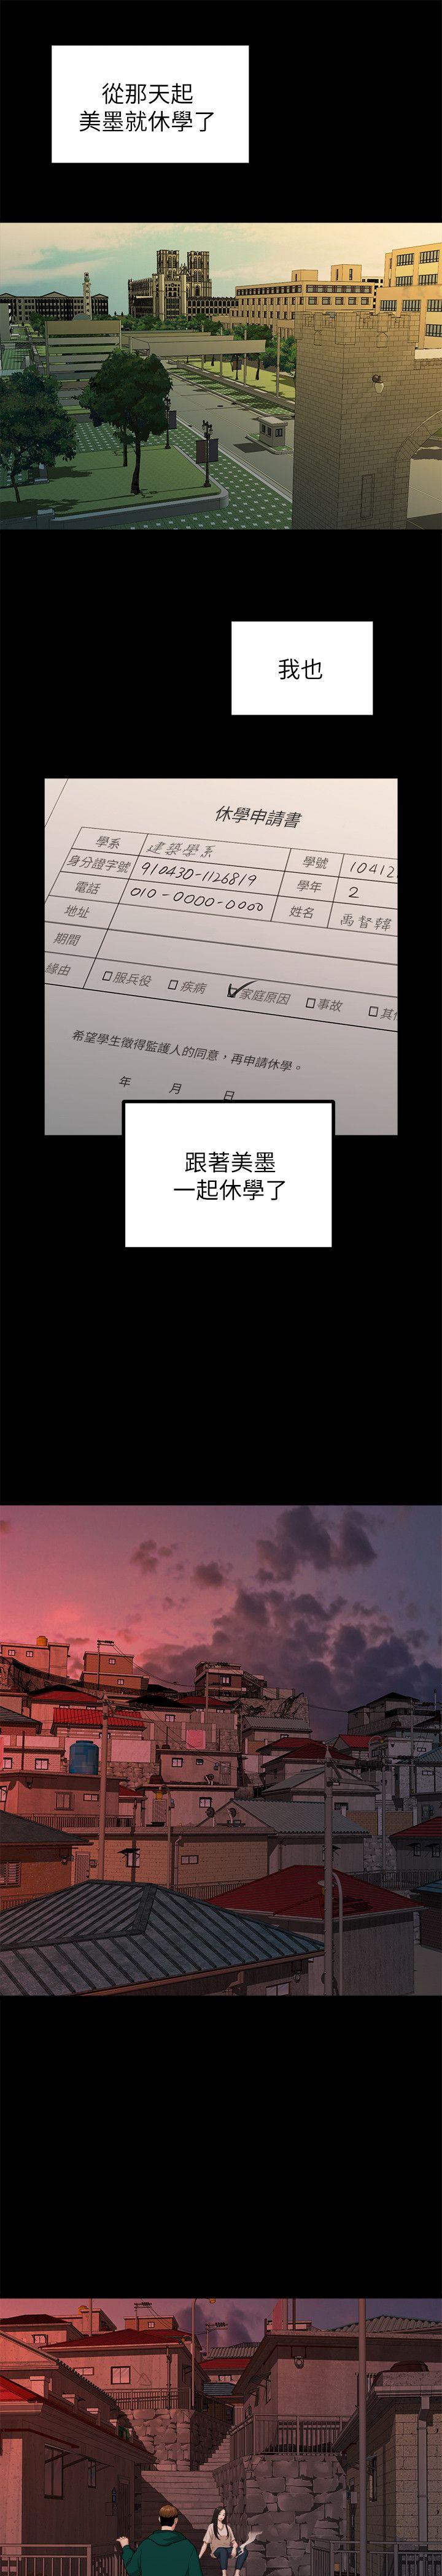 從那天起
美墨就休學了
我也
休學申請書
學系
建築學系
學號
10412
身分證字號
910430-1126819
學年
2
電話
010-0000-0000
姓名
禹督韓
地址
期間
緣由
□服兵役
□疾病
☑家庭原因
□事故
□其他
希望學生徵得監護人的同意，再申請休學。
年 月 日
跟著美墨
一起休學了